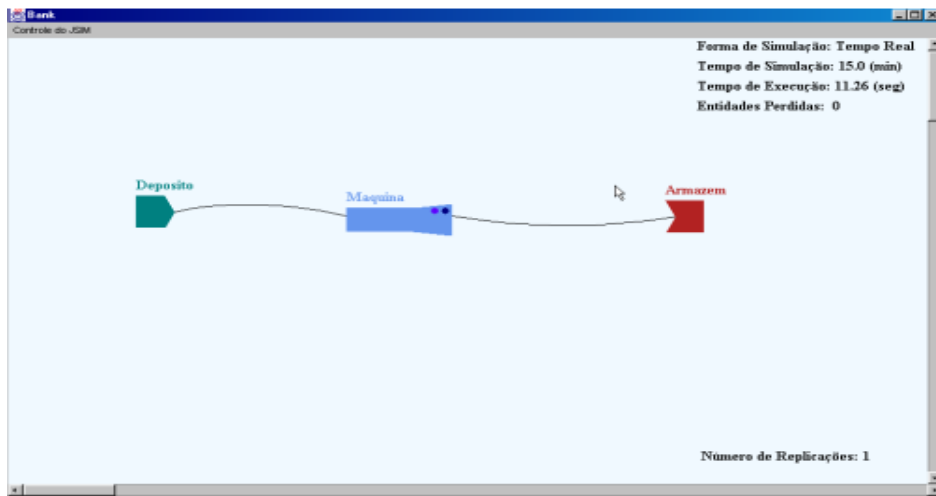 Bank
Controle do JSIM
Forma de Simulação: Tempo Real
Tempo de Simulação: 15.0 (min)
Tempo de Execução: 11.26 (seg)
Entidades Perdidas: 0
Deposito
Maquina
Armazem
Número de Replicações: 1